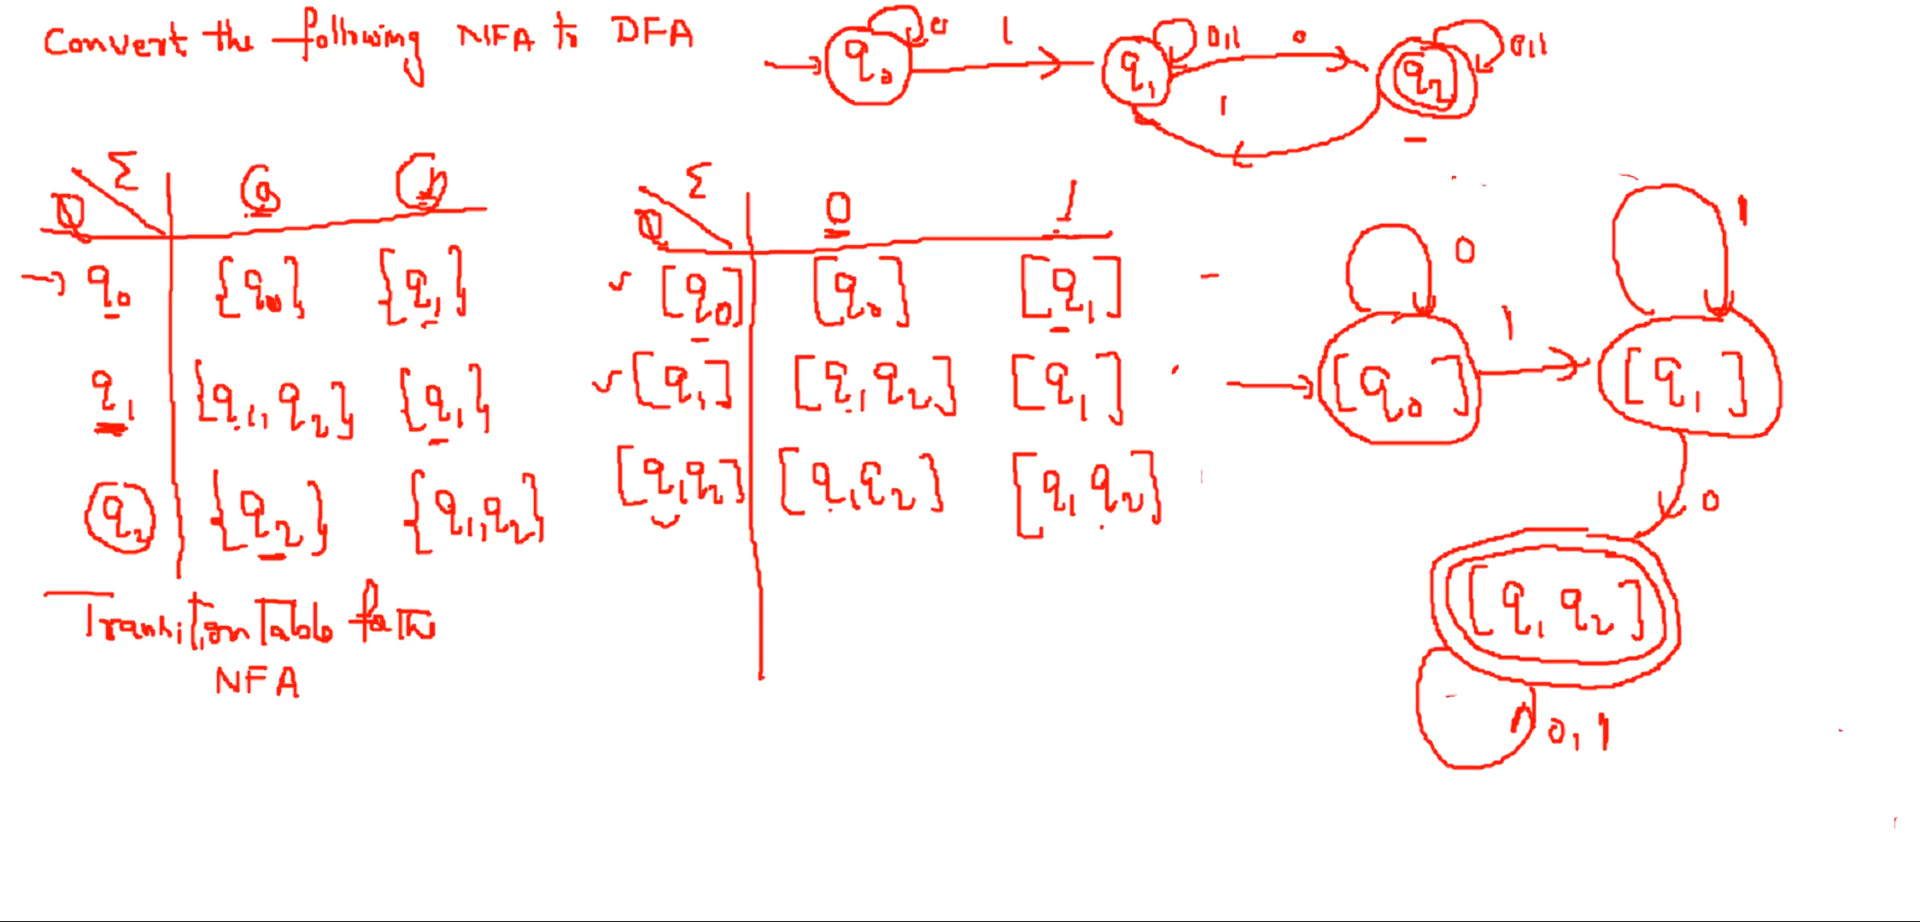 Convert the following NFA to DFA
q0 0 1 q1 0,1 0 q2 0,1
1
Σ 0 1
Q
q0 {q0} {q1}
q1 {q1, q2} {q1}
q2 {q2} {q1, q2}
Transition Table for the
NFA
Σ 0 1
Q
[q0] [q0] [q1]
[q1] [q1 q2] [q1]
[q1 q2] [q1 q2] [q1 q2]
0 1
[q0] 1 [q1]
0
[q1 q2]
0, 1